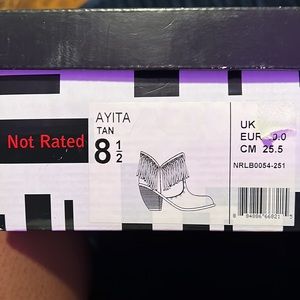 Not Rated
AYITA
TAN
8 1/2
UK
EUR
CM 25.5
NRLB0054-251